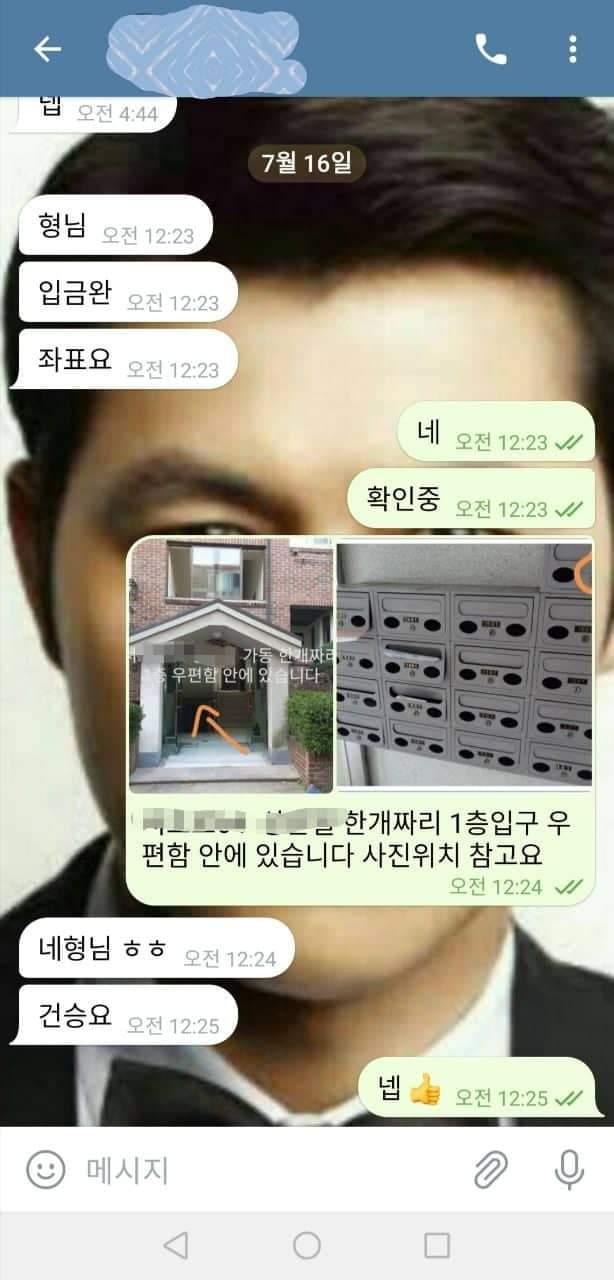 넵 오전 4:44
7월 16일
형님 오전 12:23
입금완 오전 12:23
좌표요 오전 12:23
네 오전 12:23
확인중 오전 12:23
가동 한개짜리
우편함 안에 있습니다
한개짜리 1층입구 우
편함 안에 있습니다 사진위치 참고요
오전 12:24
네형님 ㅎㅎ 오전 12:24
건승요 오전 12:25
넵 👍 오전 12:25
메시지